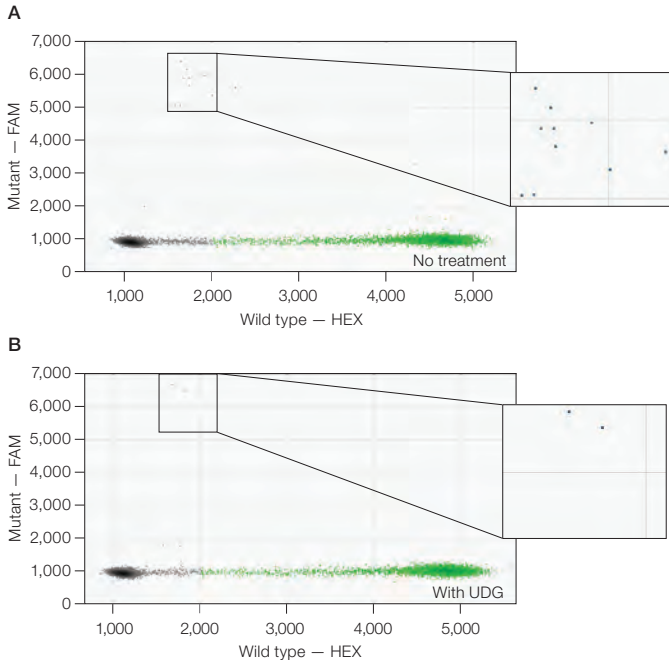 A
7,000
6,000
5,000
4,000
3,000
2,000
1,000
0
Mutant — FAM
No treatment
1,000 2,000 3,000 4,000 5,000
Wild type — HEX
B
7,000
6,000
5,000
4,000
3,000
2,000
1,000
0
Mutant — FAM
With UDG
1,000 2,000 3,000 4,000 5,000
Wild type — HEX